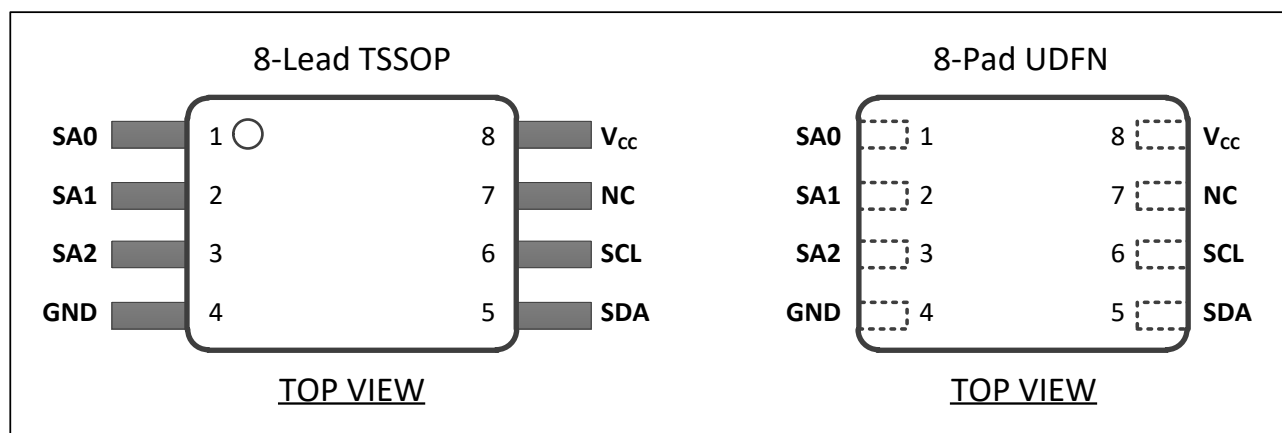 8-Lead TSSOP 8-Pad UDFN
SA0 1 8 VCC SA0 1 8 VCC
SA1 2 7 NC SA1 2 7 NC
SA2 3 6 SCL SA2 3 6 SCL
GND 4 5 SDA GND 4 5 SDA
TOP VIEW TOP VIEW